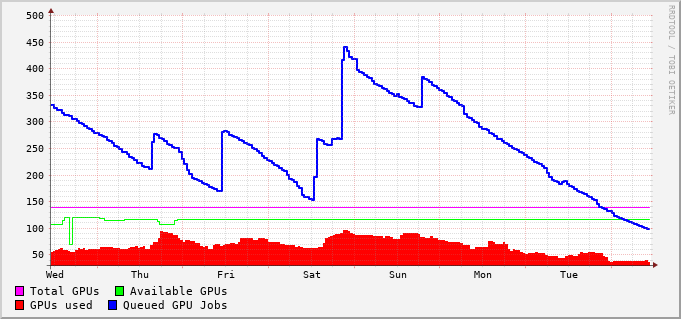 500
450
400
350
300
250
200
150
100
50
Wed Thu Fri Sat Sun Mon Tue
Total GPUs Available GPUs
GPUs used Queued GPU Jobs
RRDTOOL / TOBI OETIKER